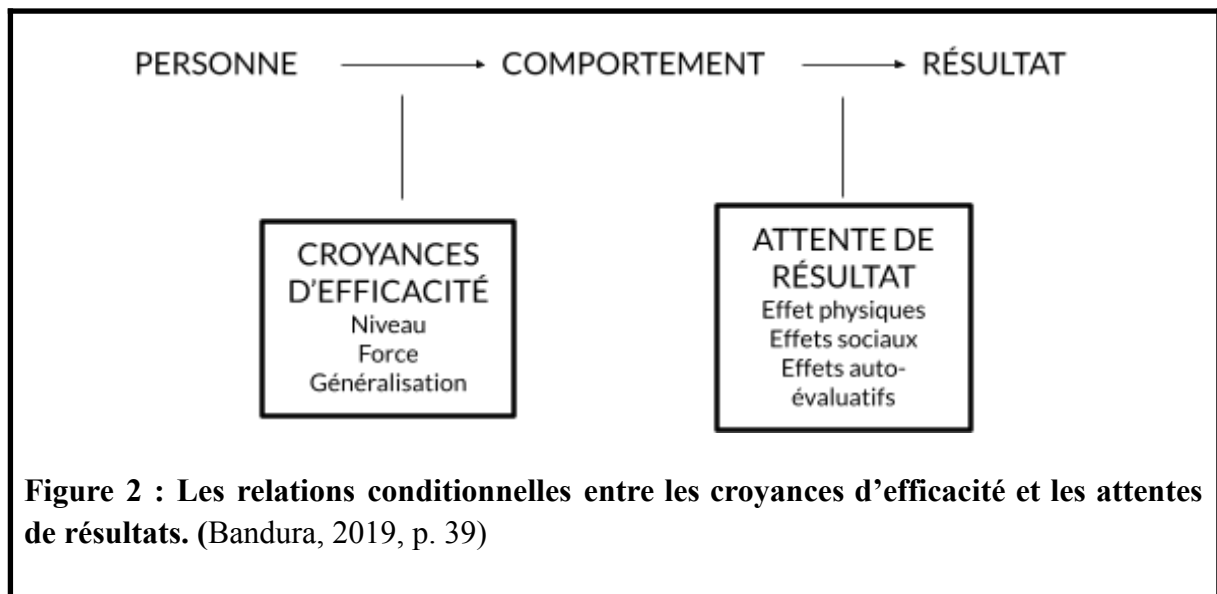 PERSONNE COMPORTEMENT RÉSULTAT
CROYANCES
D'EFFICACITÉ
Niveau
Force
Généralisation
ATTENTE DE
RÉSULTAT
Effet physiques
Effets sociaux
Effets auto-
évaluatifs
Figure 2 : Les relations conditionnelles entre les croyances d’efficacité et les attentes
de résultats. (Bandura, 2019, p. 39)